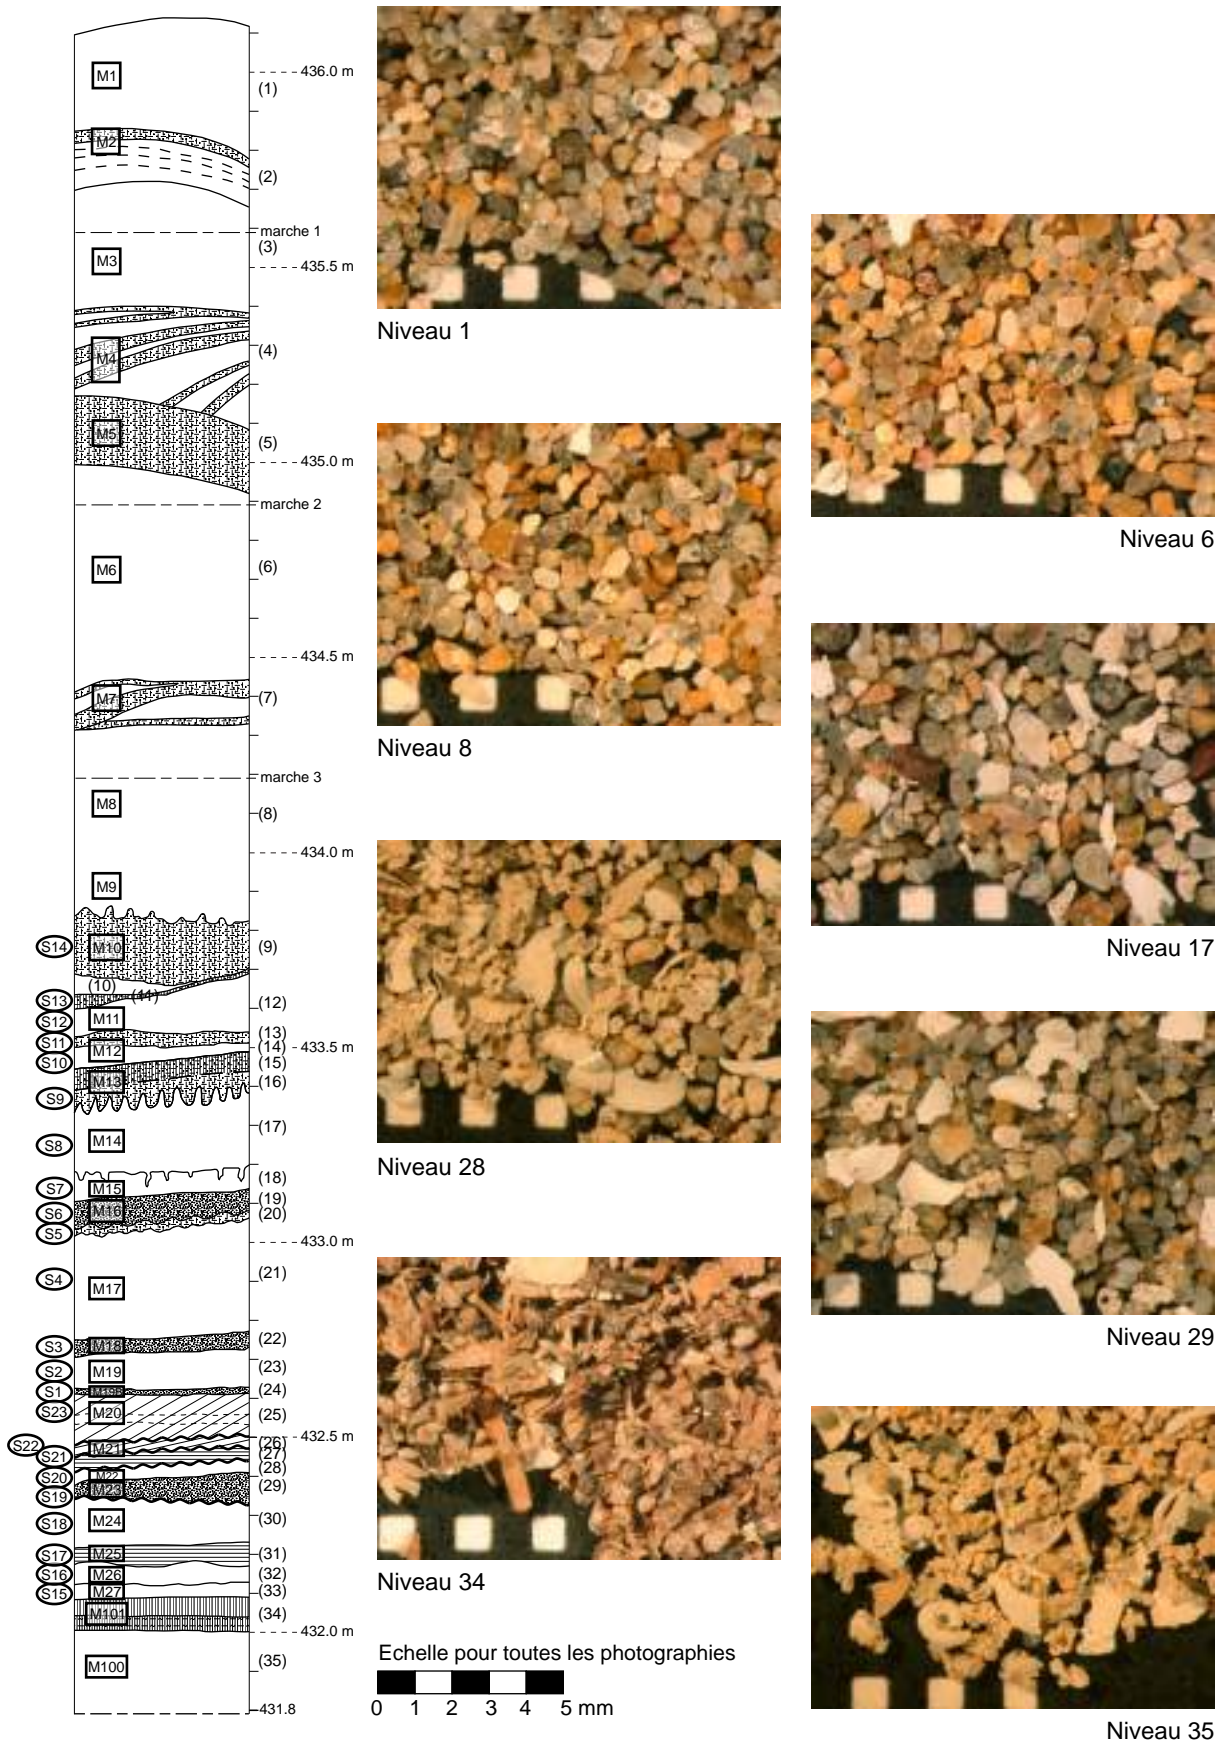 M1
436.0 m
(1)
M2
(2)
marche 1
(3)
M3
435.5 m
M4
(4)
M5
(5)
435.0 m
marche 2
M6
(6)
434.5 m
M7
(7)
marche 3
M8
(8)
434.0 m
M9
S14
M10
(9)
(10)
(11)
S13
(12)
S12
M11
S11
(13)
M12
(14)
433.5 m
S10
(15)
M13
(16)
S9
(17)
S8
M14
(18)
S7
M15
(19)
S6
M16
(20)
S5
433.0 m
S4
M17
(21)
S3
M18
(22)
S2
M19
(23)
S1
(24)
S23
M20
(25)
S22
M21
(26)
432.5 m
S21
(27)
(28)
S20
M22
S19
M23
(29)
S18
M24
(30)
S17
M25
(31)
S16
M26
(32)
S15
M27
(33)
M101
(34)
432.0 m
M100
(35)
431.8
Niveau 1
Niveau 6
Niveau 8
Niveau 17
Niveau 28
Niveau 29
Niveau 34
Niveau 35
Echelle pour toutes les photographies
0 1 2 3 4 5 mm